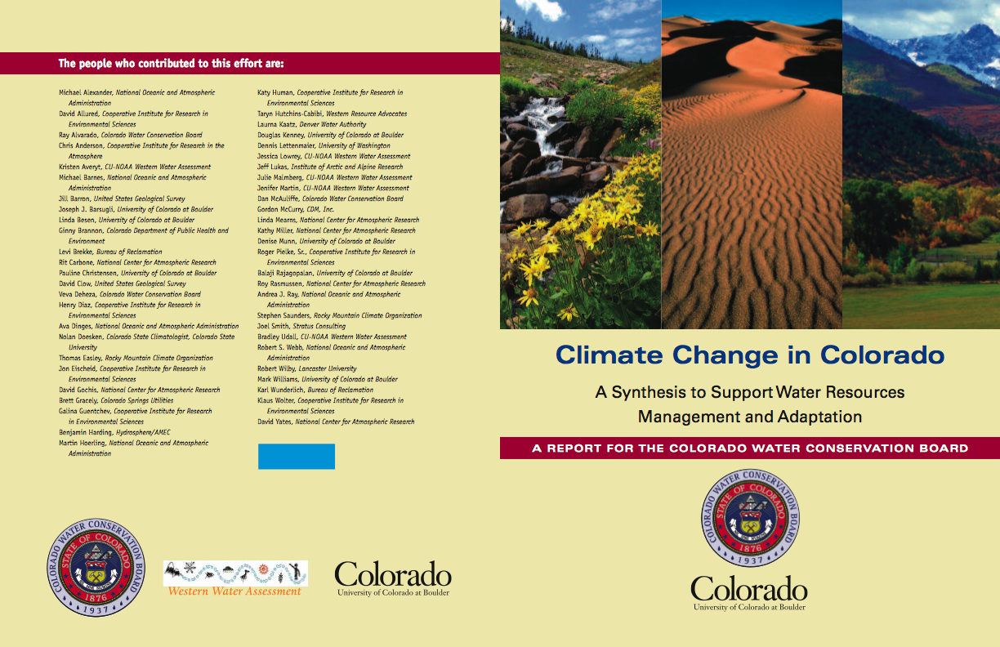 The people who contributed to this effort are:
Michael Alexander, National Oceanic and Atmospheric
Administration
David Allured, Cooperative Institute for Research in
Environmental Sciences
Ray Alvarado, Colorado Water Conservation Board
Chris Anderson, Cooperative Institute for Research in the
Atmosphere
Kristen Averyt, CU-NOAA Western Water Assessment
Michael Barnes, National Oceanic and Atmospheric
Administration
Jill Barron, United States Geological Survey
Joseph J. Barsugli, University of Colorado at Boulder
Linda Besen, University of Colorado at Boulder
Ginny Brannon, Colorado Department of Public Health and
Environment
Levi Brekke, Bureau of Reclamation
Rit Carbone, National Center for Atmospheric Research
Pauline Christensen, University of Colorado at Boulder
David Clow, United States Geological Survey
Veva Deheza, Colorado Water Conservation Board
Henry Diaz, Cooperative Institute for Research in
Environmental Sciences
Ava Dinges, National Oceanic and Atmospheric Administration
Nolan Doesken, Colorado State Climatologist, Colorado State
University
Thomas Easley, Rocky Mountain Climate Organization
Jon Eischeid, Cooperative Institute for Research in
Environmental Sciences
David Gochis, National Center for Atmospheric Research
Brett Gracely, Colorado Springs Utilities
Galina Guentchev, Cooperative Institute for Research
in Environmental Sciences
Benjamin Harding, Hydrosphere/AMEC
Martin Hoerling, National Oceanic and Atmospheric
Administration
Katy Human, Cooperative Institute for Research in
Environmental Sciences
Taryn Hutchins-Cabibi, Western Resource Advocates
Laurna Kaatz, Denver Water Authority
Douglas Kenney, University of Colorado at Boulder
Dennis Lettenmaier, University of Washington
Jessica Lowrey, CU-NOAA Western Water Assessment
Jeff Lukas, Institute of Arctic and Alpine Research
Julie Malmberg, CU-NOAA Western Water Assessment
Jenifer Martin, CU-NOAA Western Water Assessment
Dan McAuliffe, Colorado Water Conservation Board
Gordon McCurry, CDM, Inc.
Linda Mearns, National Center for Atmospheric Research
Kathy Miller, National Center for Atmospheric Research
Denise Munn, University of Colorado at Boulder
Roger Pielke, Sr., Cooperative Institute for Research in
Environmental Sciences
Balaji Rajagopalan, University of Colorado at Boulder
Roy Rasmussen, National Center for Atmospheric Research
Andrea J. Ray, National Oceanic and Atmospheric
Administration
Stephen Saunders, Rocky Mountain Climate Organization
Joel Smith, Stratus Consulting
Bradley Udall, CU-NOAA Western Water Assessment
Robert S. Webb, National Oceanic and Atmospheric
Administration
Robert Wilby, Lancaster University
Mark Williams, University of Colorado at Boulder
Karl Wunderlich, Bureau of Reclamation
Klaus Wolter, Cooperative Institute for Research in
Environmental Sciences
David Yates, National Center for Atmospheric Research
COLORADO WATER CONSERVATION BOARD
STATE OF COLORADO
1876
1937
Western Water Assessment
Colorado
University of Colorado at Boulder
Climate Change in Colorado
A Synthesis to Support Water Resources
Management and Adaptation
A REPORT FOR THE COLORADO WATER CONSERVATION BOARD
COLORADO WATER CONSERVATION BOARD
STATE OF COLORADO
1876
1937
Colorado
University of Colorado at Boulder